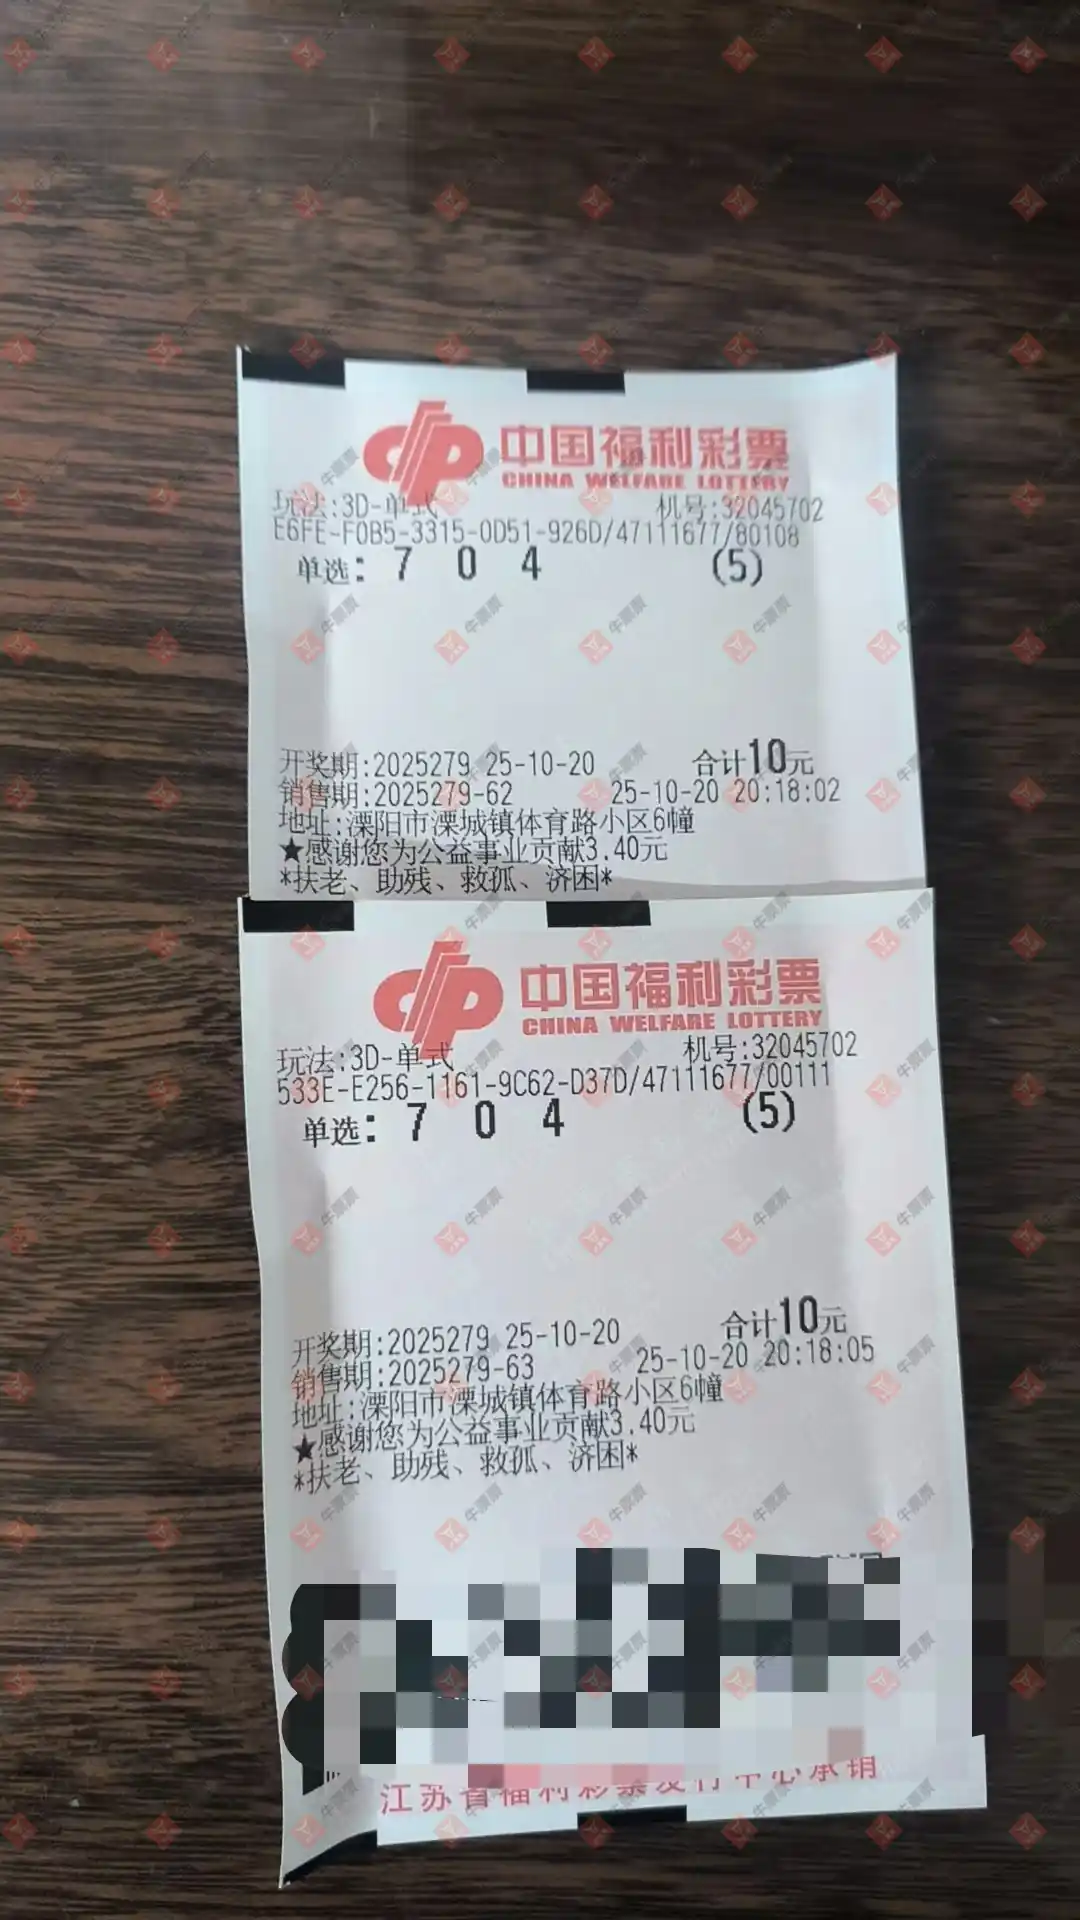 中国福利彩票
CHINA WELFARE LOTTERY
玩法:3D-单式 机号:32045702
E6FE-F0B5-3315-0D51-926D/47111677/80108
单选: 7 0 4 (5)
开奖期:2025279 25-10-20 合计10元
销售期:2025279-62 25-10-20 20:18:02
地址:溧阳市溧城镇体育路小区6幢
★感谢您为公益事业贡献3.40元
*扶老、助残、救孤、济困*
中国福利彩票
CHINA WELFARE LOTTERY
玩法:3D-单式 机号:32045702
533E-E256-1161-9C62-D37D/47111677/00111
单选: 7 0 4 (5)
开奖期:2025279 25-10-20 合计10元
销售期:2025279-63 25-10-20 20:18:05
地址:溧阳市溧城镇体育路小区6幢
★感谢您为公益事业贡献3.40元
*扶老、助残、救孤、济困*
江苏省福利彩票发行中心承销
牛票票